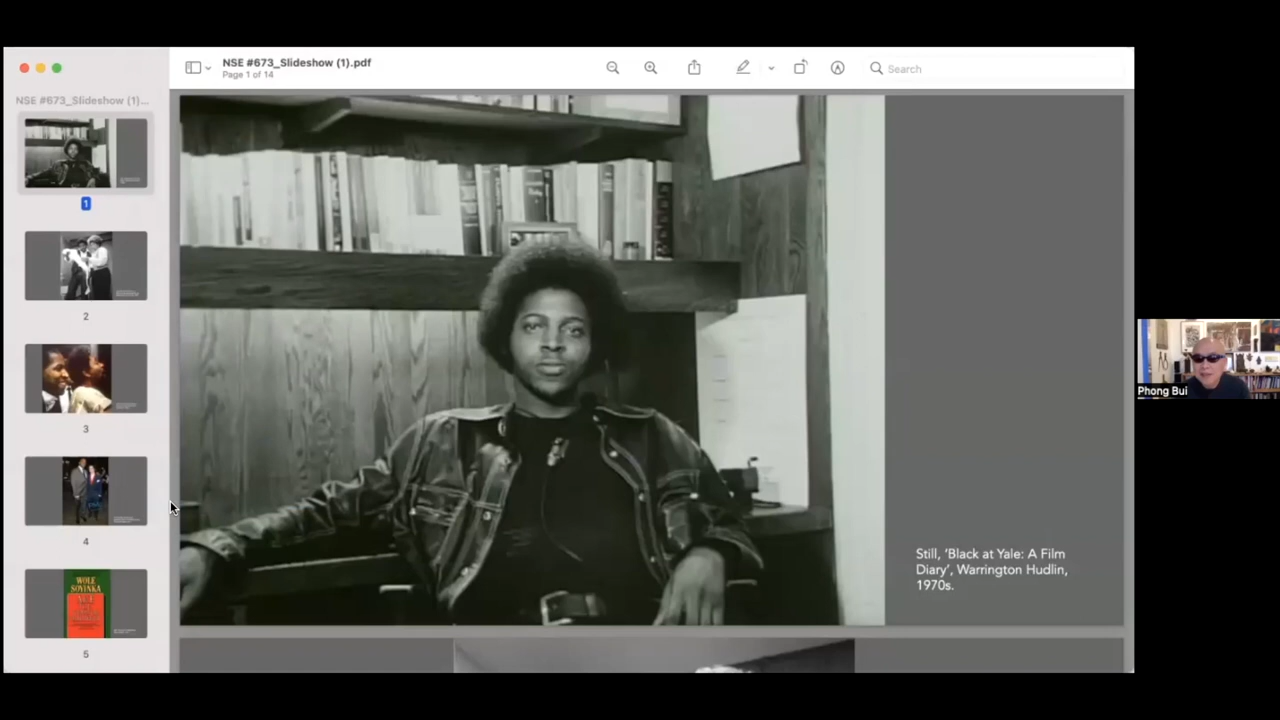 NSE #673_Slideshow (1).pdf
Page 1 of 14
Search
NSE #673_Slideshow (1)...
1
2
3
4
WOLE
SOYINKA
5
Still, ‘Black at Yale: A Film
Diary’, Warrington Hudlin,
1970s.
Phong Bui